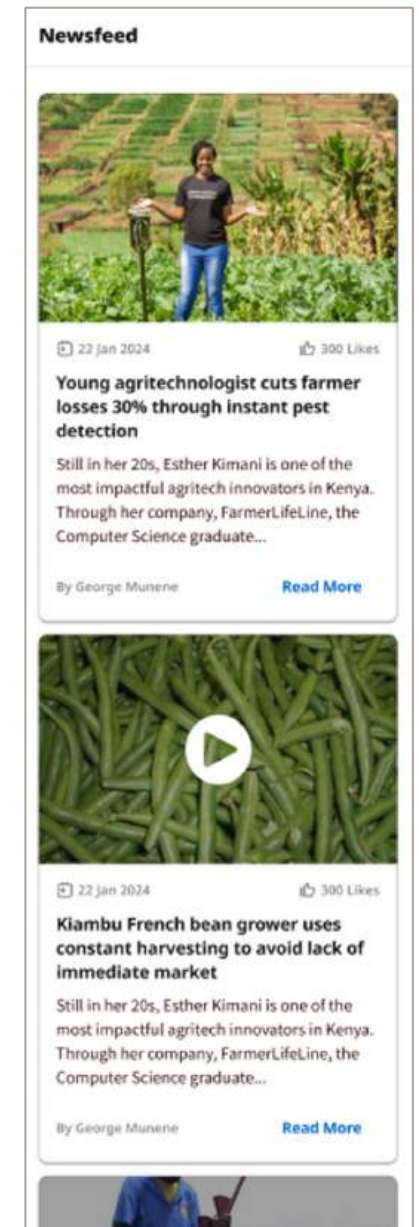 Newsfeed
22 Jan 2024
300 Likes
Young agritechnologist cuts farmer
losses 30% through instant pest
detection
Still in her 20s, Esther Kimani is one of the
most impactful agritech innovators in Kenya.
Through her company, FarmerLifeLine, the
Computer Science graduate...
By George Munene
Read More
22 Jan 2024
300 Likes
Kiambu French bean grower uses
constant harvesting to avoid lack of
immediate market
Still in her 20s, Esther Kimani is one of the
most impactful agritech innovators in Kenya.
Through her company, FarmerLifeLine, the
Computer Science graduate...
By George Munene
Read More